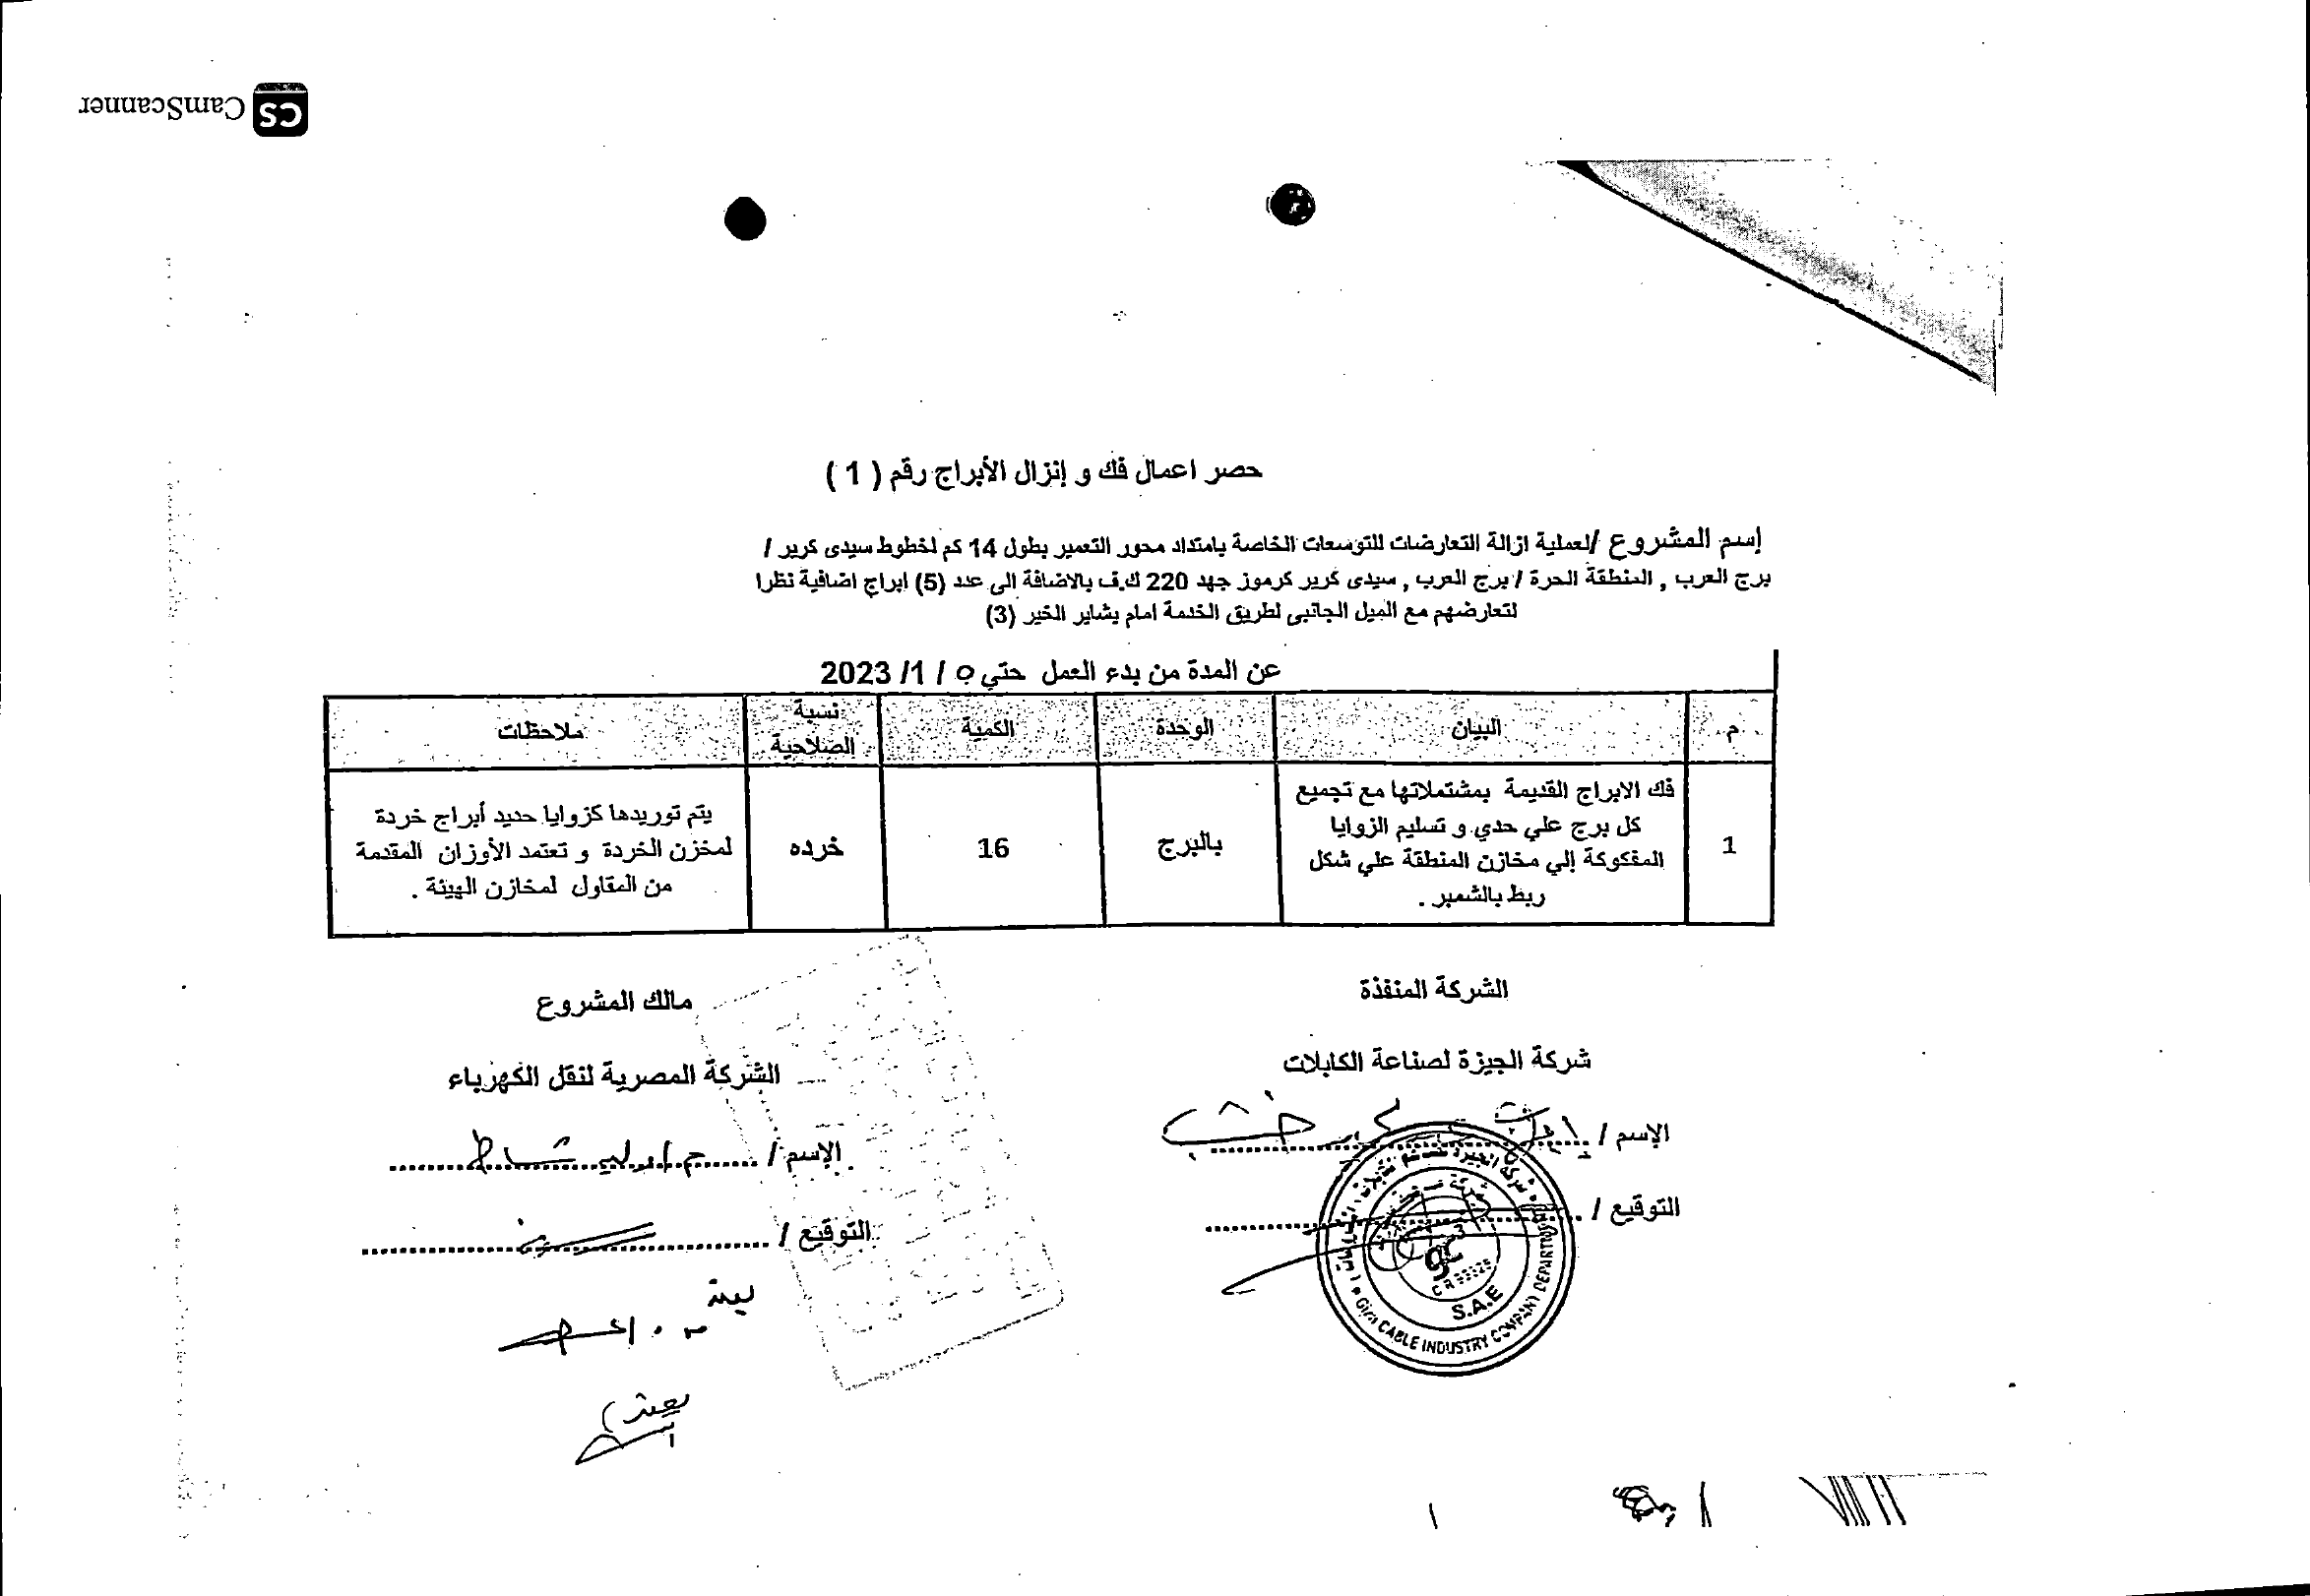 CamScanner
CS
حصر اعمال فك و إنزال الأبراج رقم ( 1 )
إسم المشروع /لعملية ازالة التعارضات للتوسعات الخاصة بامتداد محور التعمير بطول 14 كم لخطوط سيدى كرير /
برج العرب , المنطقة الحرة / برج العرب , سيدى كرير كرموز جهد 220 ك.ف بالاضافة الى عدد (5) ابراج اضافية نظرا
لتعارضهم مع الميل الجانبى لطريق الخدمة امام بشاير الخير (3)
عن المدة من بدء العمل حتي ٥ / 1/ 2023
م البيان الوحدة الكمية نسبة الصلاحية ملاحظات
1
فك الابراج القديمة بمشتملاتها مع تجميع
كل برج علي حدي و تسليم الزوايا
المفكوكة إلي مخازن المنطقة علي شكل
ربط بالشمبر .
بالبرج
16
خرده
يتم توريدها كزوايا حديد أبراج خردة
لمخزن الخردة و تعتمد الأوزان المقدمة
من المقاول لمخازن الهيئة .
الشركة المنفذة
شركة الجيزة لصناعة الكابلات
الإسم /
التوقيع /
S.A.E
CABLE INDUSTRY COMPANY
مالك المشروع
الشركة المصرية لنقل الكهرباء
الإسم /
التوقيع /